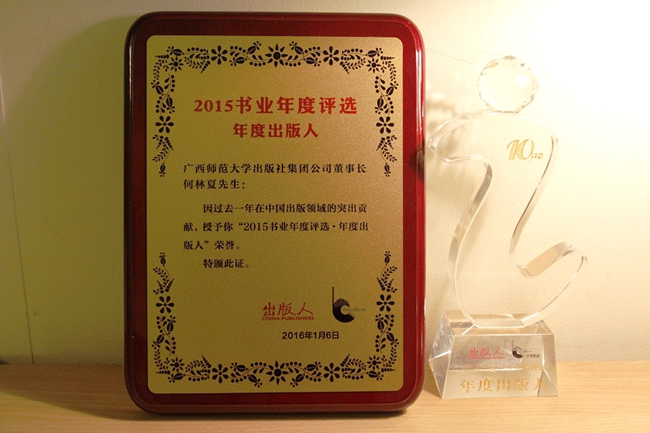 2015书业年度评选
年度出版人
广西师范大学出版社集团公司董事长
何林夏先生：
因过去一年在中国出版领域的突出贡
献，授予你“2015书业年度评选·年度出
版人”荣誉。
特颁此证。
出版人
CHINA PUBLISHERS
2016年1月6日
10
出版人
年度出版人